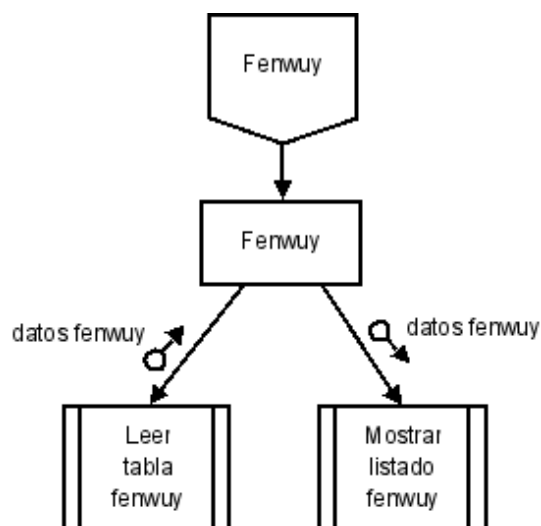 Fenwuy
Fenwuy
datos fenwuy
datos fenwuy
Leer
tabla
fenwuy
Mostrar
listado
fenwuy